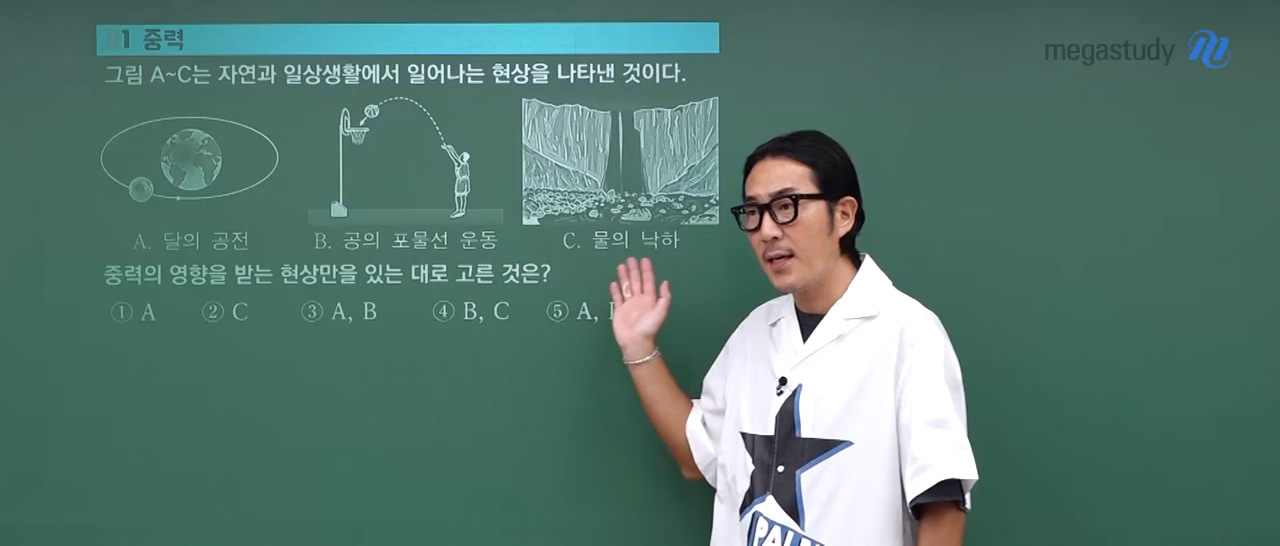 01 중력
megastudy
그림 A~C는 자연과 일상생활에서 일어나는 현상을 나타낸 것이다.
A. 달의 공전 B. 공의 포물선 운동 C. 물의 낙하
중력의 영향을 받는 현상만을 있는 대로 고른 것은?
① A ② C ③ A, B ④ B, C ⑤ A,